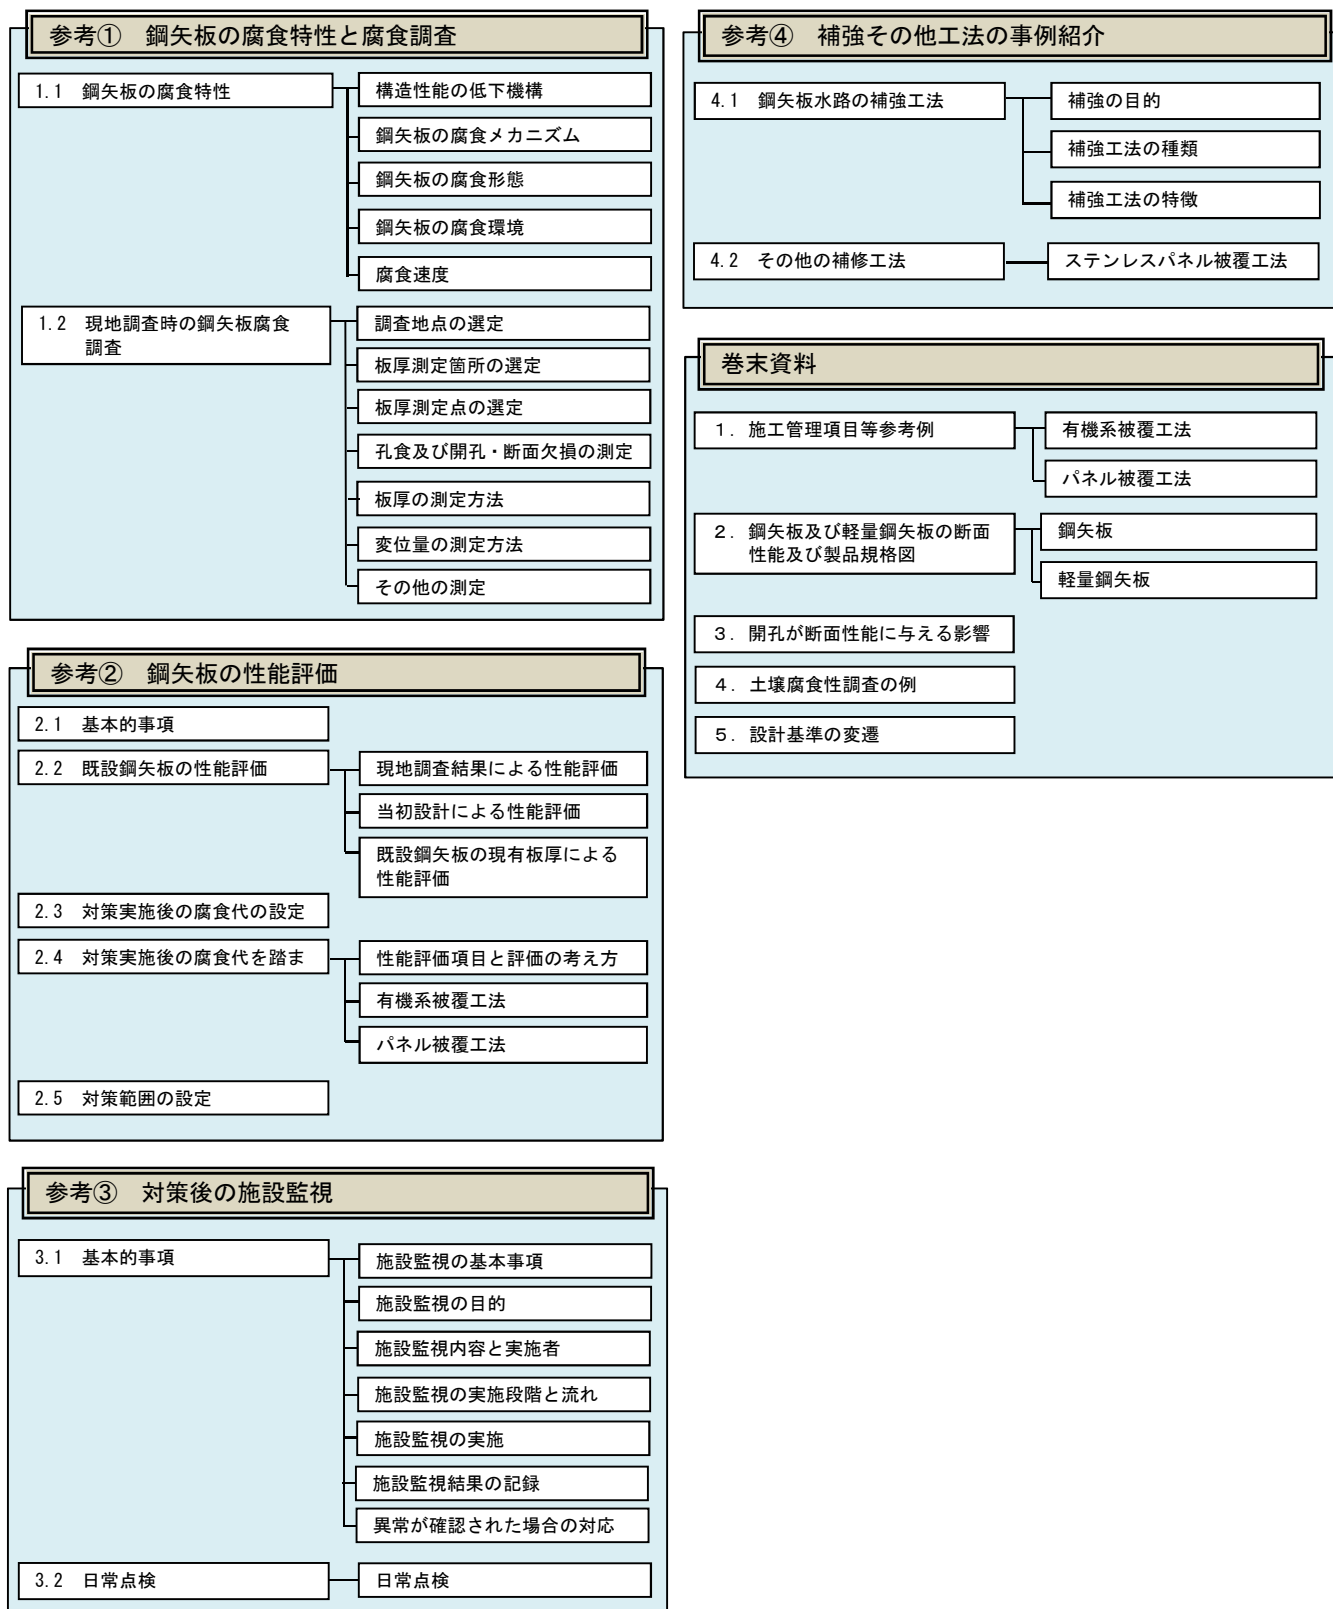 参考① 鋼矢板の腐食特性と腐食調査
1.1 鋼矢板の腐食特性
構造性能の低下機構
鋼矢板の腐食メカニズム
鋼矢板の腐食形態
鋼矢板の腐食環境
腐食速度
1.2 現地調査時の鋼矢板腐食
調査
調査地点の選定
板厚測定箇所の選定
板厚測定点の選定
孔食及び開孔・断面欠損の測定
板厚の測定方法
変位量の測定方法
その他の測定
参考② 鋼矢板の性能評価
2.1 基本的事項
2.2 既設鋼矢板の性能評価
現地調査結果による性能評価
当初設計による性能評価
既設鋼矢板の現有板厚による
性能評価
2.3 対策実施後の腐食代の設定
2.4 対策実施後の腐食代を踏ま
性能評価項目と評価の考え方
有機系被覆工法
パネル被覆工法
2.5 対策範囲の設定
参考③ 対策後の施設監視
3.1 基本的事項
施設監視の基本事項
施設監視の目的
施設監視内容と実施者
施設監視の実施段階と流れ
施設監視の実施
施設監視結果の記録
異常が確認された場合の対応
3.2 日常点検
日常点検
参考④ 補強その他工法の事例紹介
4.1 鋼矢板水路の補強工法
補強の目的
補強工法の種類
補強工法の特徴
4.2 その他の補修工法
ステンレスパネル被覆工法
巻末資料
1．施工管理項目等参考例
有機系被覆工法
パネル被覆工法
2．鋼矢板及び軽量鋼矢板の断面
性能及び製品規格図
鋼矢板
軽量鋼矢板
3．開孔が断面性能に与える影響
4．土壌腐食性調査の例
5．設計基準の変遷